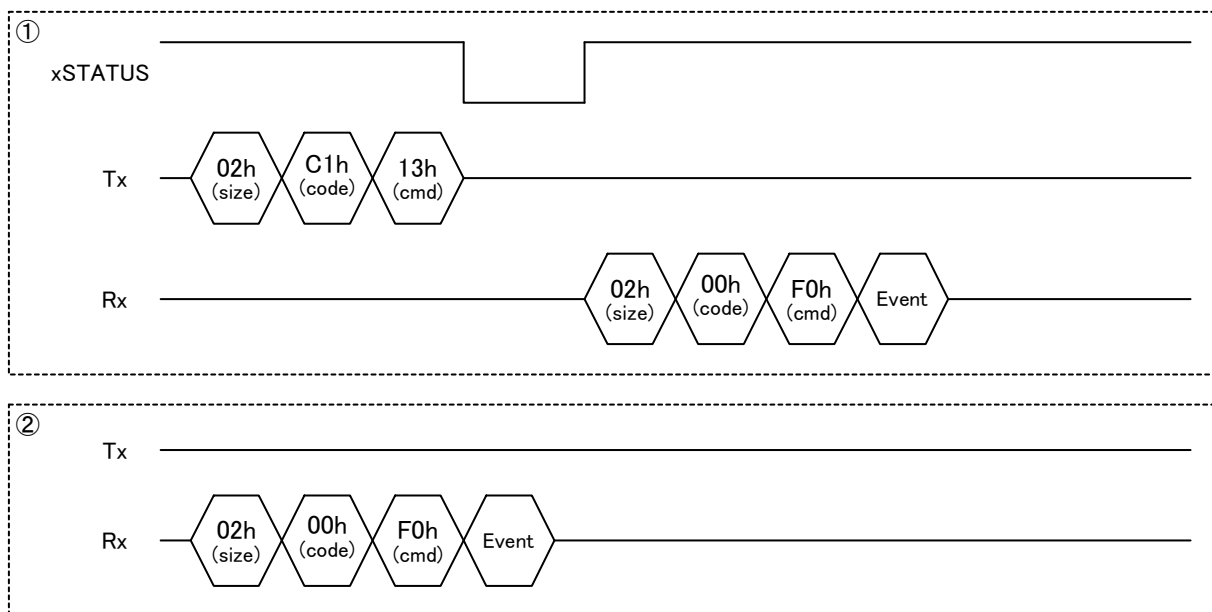 ①
xSTATUS
Tx 02h (size) C1h (code) 13h (cmd)
Rx 02h (size) 00h (code) F0h (cmd) Event
②
Tx
Rx 02h (size) 00h (code) F0h (cmd) Event